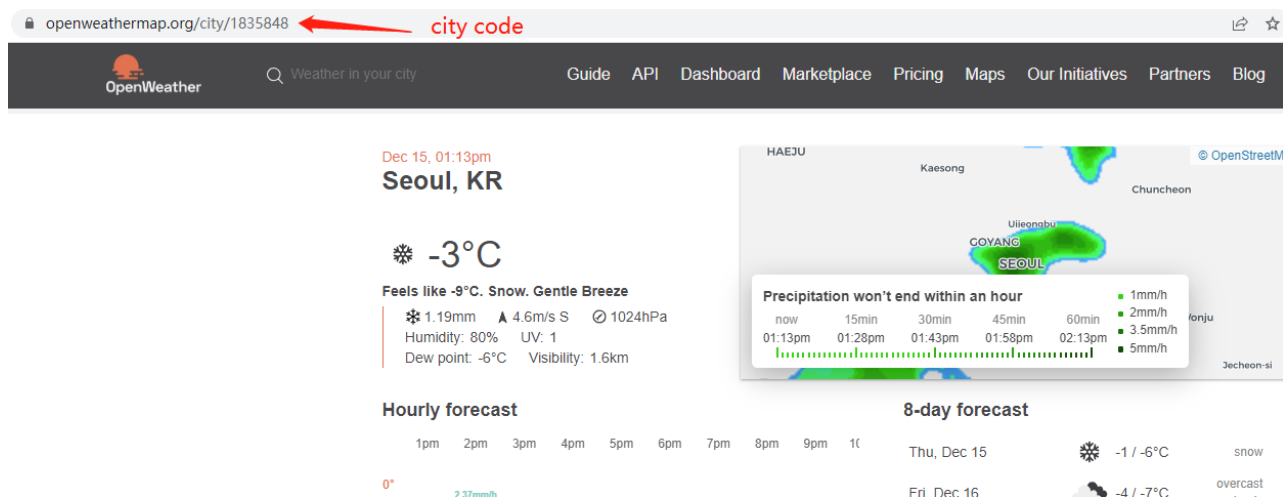 openweathermap.org/city/1835848
city code
OpenWeather
Weather in your city
Guide API Dashboard Marketplace Pricing Maps Our Initiatives Partners Blog
Dec 15, 01:13pm
Seoul, KR
-3°C
Feels like -9°C. Snow. Gentle Breeze
1.19mm 4.6m/s S 1024hPa
Humidity: 80% UV: 1
Dew point: -6°C Visibility: 1.6km
HAEJU
Kaesong
© OpenStreetM
Chuncheon
Uijeongbu
GOYANG
SEOUL
Precipitation won't end within an hour
now 15min 30min 45min 60min
01:13pm 01:28pm 01:43pm 01:58pm 02:13pm
1mm/h
2mm/h
3.5mm/h
5mm/h
onju
Jecheon-si
Hourly forecast
1pm 2pm 3pm 4pm 5pm 6pm 7pm 8pm 9pm 1(
0°
2.37mm/h
8-day forecast
Thu, Dec 15 -1 / -6°C snow
Fri, Dec 16 -4 / -7°C overcast